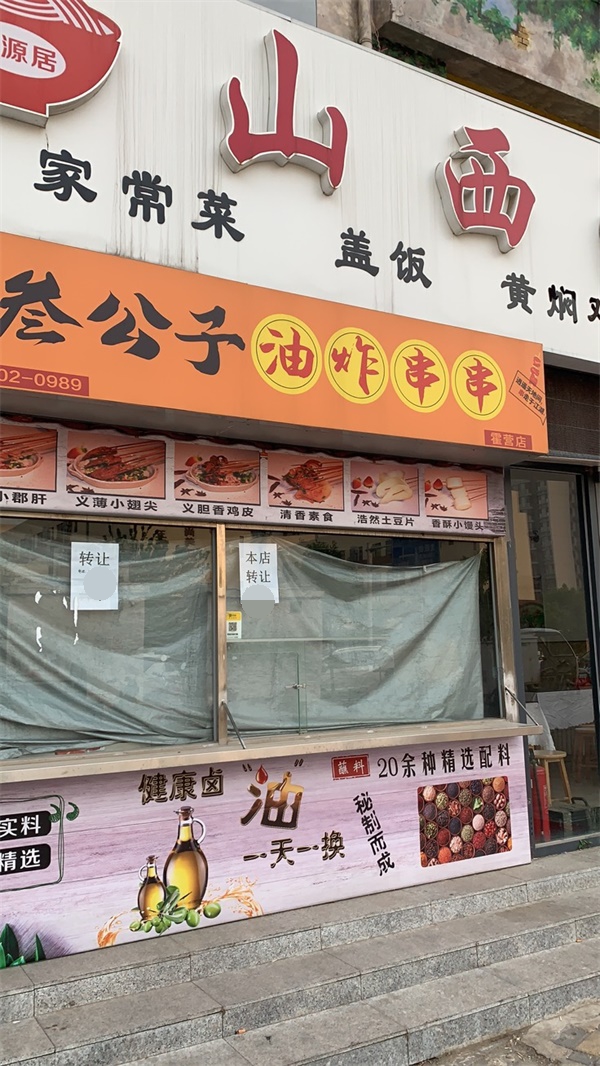 源居
山西
家常菜 盖饭 黄焖鸡
叁公子油炸串串
02-0989
霍营店
小郡肝
义薄小翅尖
义胆香鸡皮
清香素食
浩然土豆片
香酥小馒头
转让
本店
转让
健康卤“油”
一天一换
蘸料 20余种精选配料
秘制而成
实料
精选